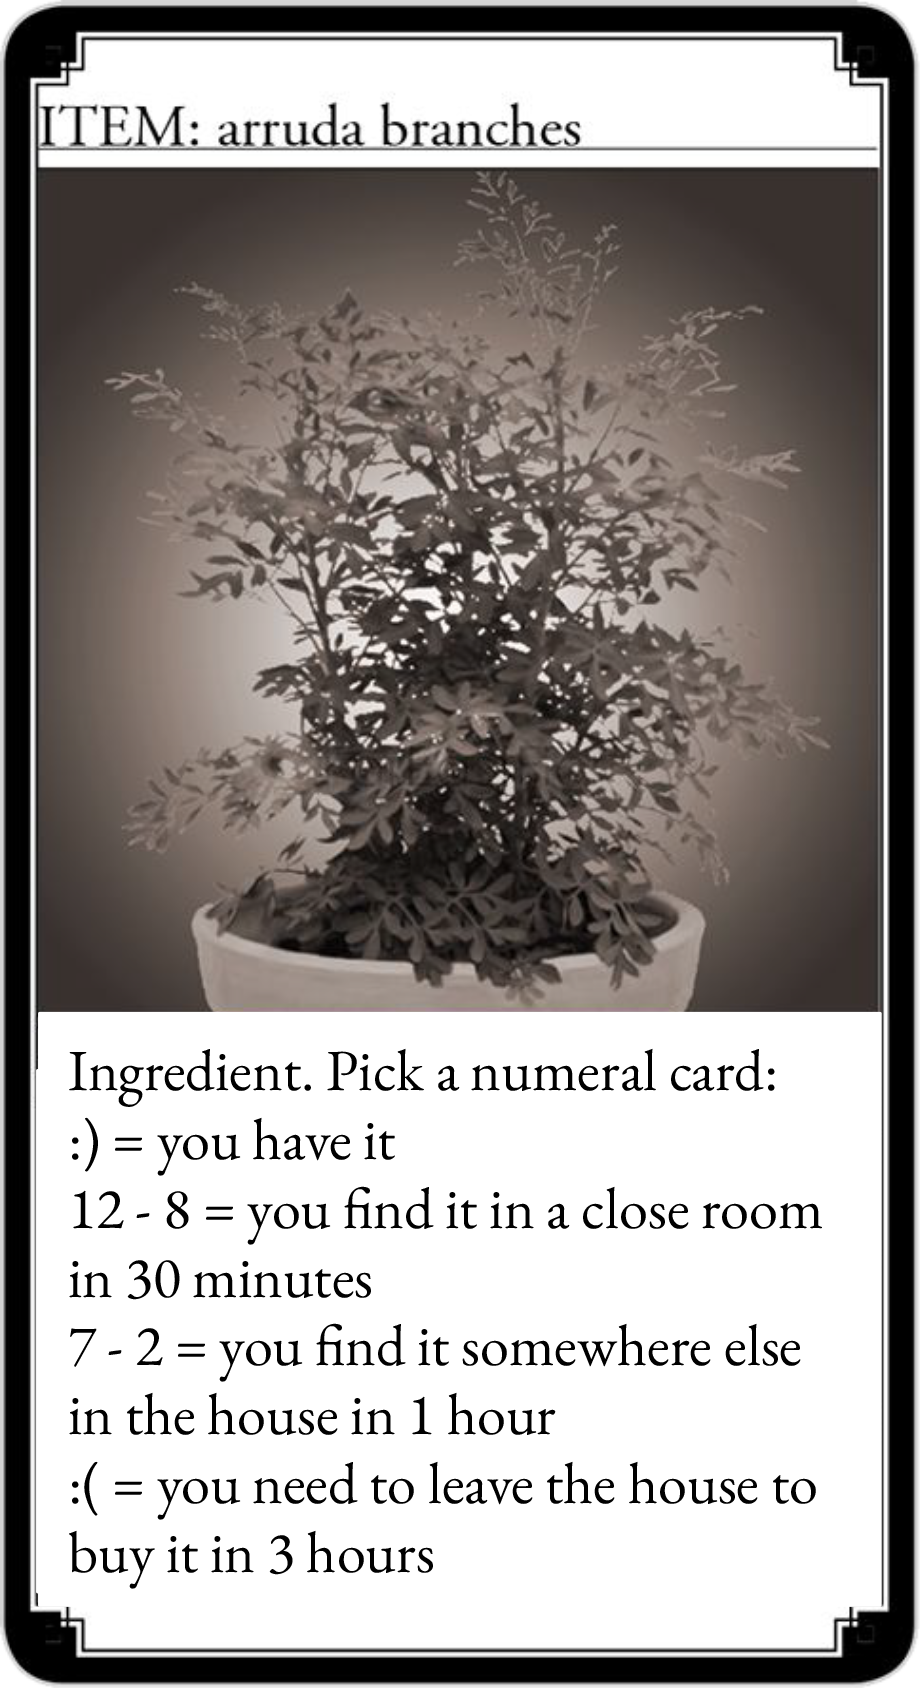 ITEM: arruda branches
Ingredient. Pick a numeral card:
:) = you have it
12 - 8 = you find it in a close room
in 30 minutes
7 - 2 = you find it somewhere else
in the house in 1 hour
:( = you need to leave the house to
buy it in 3 hours